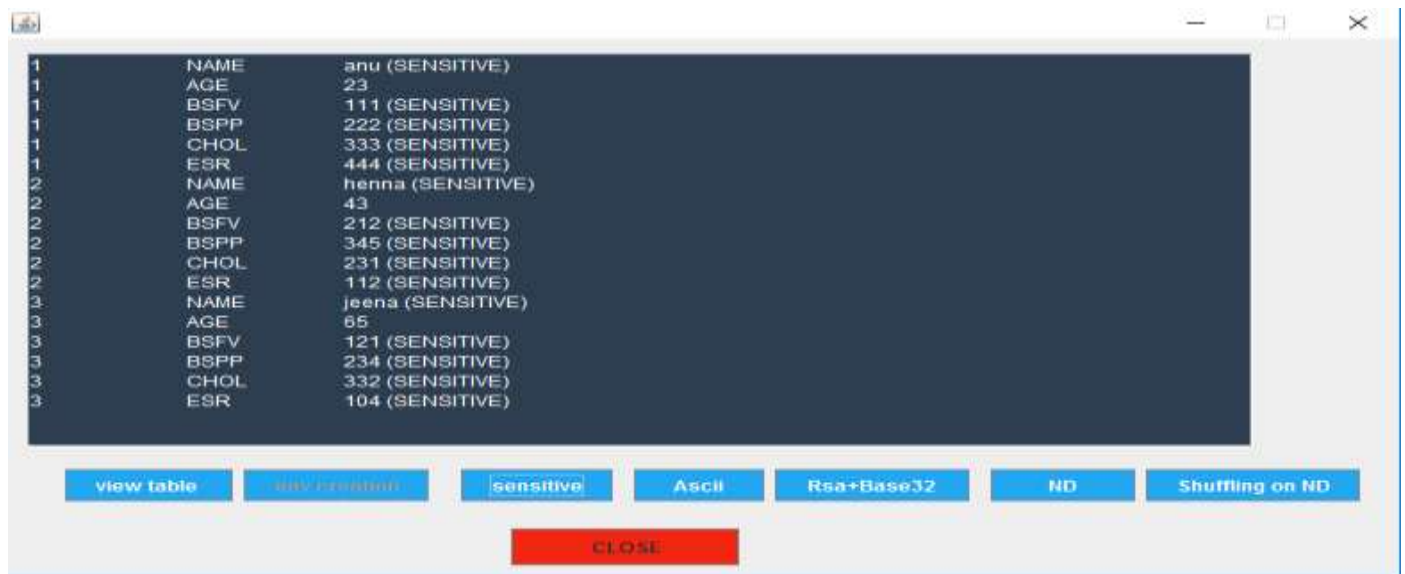 1 NAME anu (SENSITIVE)
1 AGE 23
1 BSFV 111 (SENSITIVE)
1 BSPP 222 (SENSITIVE)
1 CHOL 333 (SENSITIVE)
1 ESR 444 (SENSITIVE)
2 NAME henna (SENSITIVE)
2 AGE 43
2 BSFV 212 (SENSITIVE)
2 BSPP 345 (SENSITIVE)
2 CHOL 231 (SENSITIVE)
2 ESR 112 (SENSITIVE)
3 NAME jeena (SENSITIVE)
3 AGE 65
3 BSFV 121 (SENSITIVE)
3 BSPP 234 (SENSITIVE)
3 CHOL 332 (SENSITIVE)
3 ESR 104 (SENSITIVE)
view table creation sensitive Ascii Rsa+Base32 ND Shuffling on ND
CLOSE